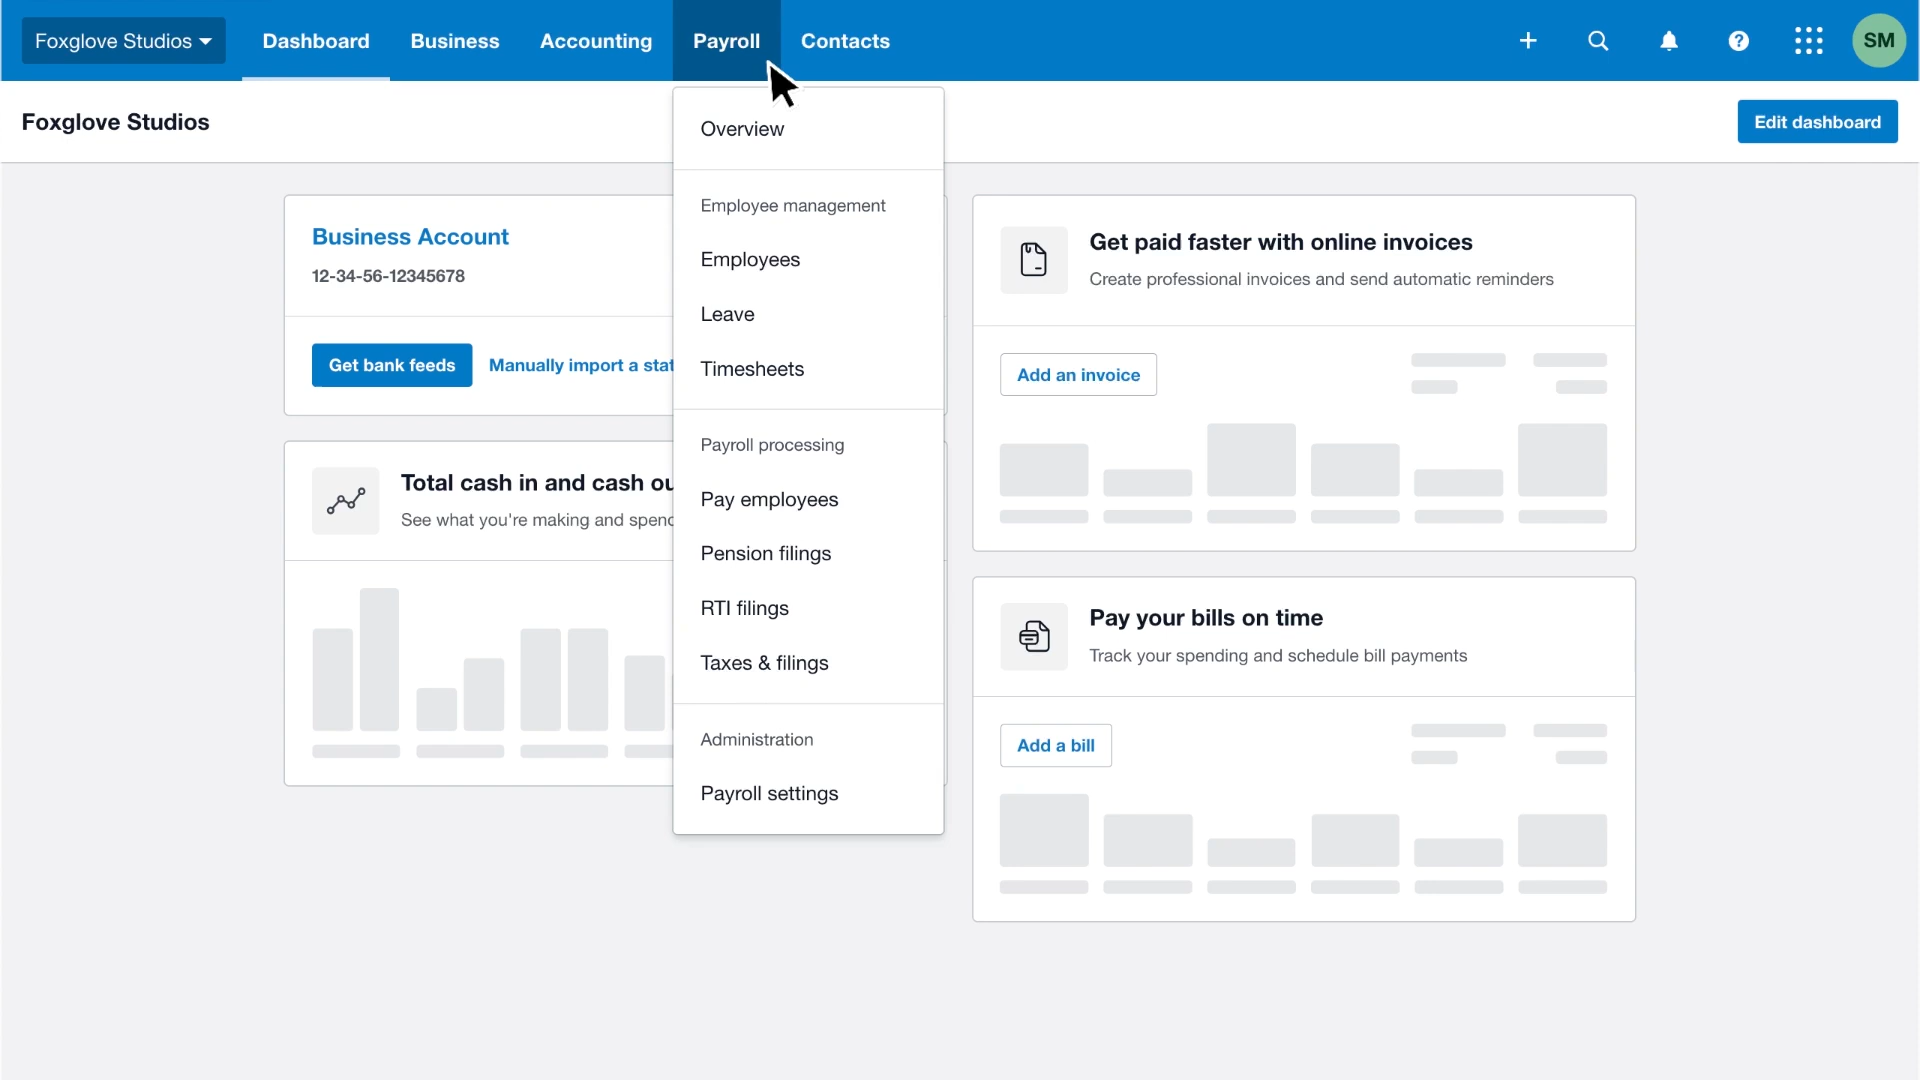 Foxglove Studios
Dashboard
Business
Accounting
Payroll
Contacts
SM
Foxglove Studios
Edit dashboard
Overview
Employee management
Employees
Leave
Timesheets
Payroll processing
Pay employees
Pension filings
RTI filings
Taxes & filings
Administration
Payroll settings
Business Account
12-34-56-12345678
Get bank feeds
Manually import a
Total cash in and cash
See what you're making and
Get paid faster with online invoices
Create professional invoices and send automatic reminders
Add an invoice
Pay your bills on time
Track your spending and schedule bill payments
Add a bill